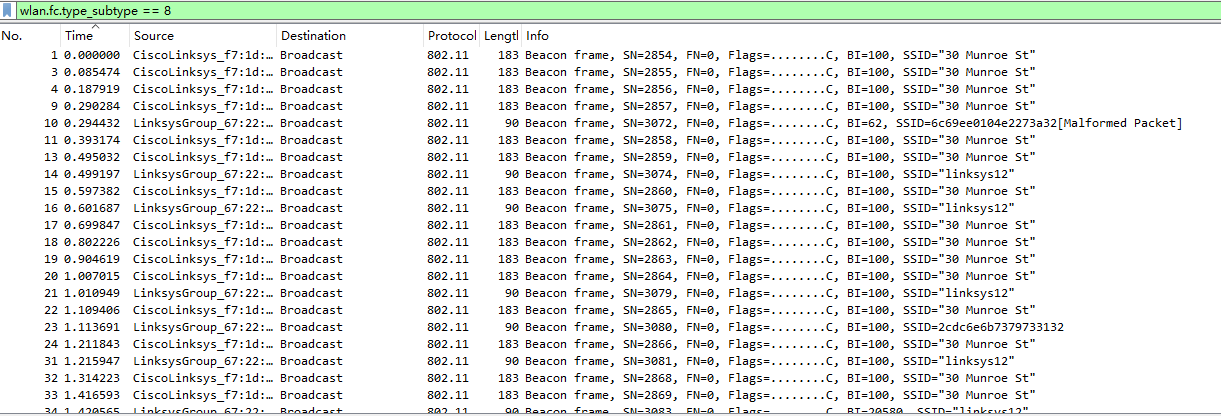 wlan.fc.type_subtype == 8
No. Time Source Destination Protocol Lengtl Info
1 0.000000 CiscoLinksys_f7:1d:… Broadcast 802.11 183 Beacon frame, SN=2854, FN=0, Flags=........C, BI=100, SSID="30 Munroe St"
3 0.085474 CiscoLinksys_f7:1d:… Broadcast 802.11 183 Beacon frame, SN=2855, FN=0, Flags=........C, BI=100, SSID="30 Munroe St"
4 0.187919 CiscoLinksys_f7:1d:… Broadcast 802.11 183 Beacon frame, SN=2856, FN=0, Flags=........C, BI=100, SSID="30 Munroe St"
9 0.290284 CiscoLinksys_f7:1d:… Broadcast 802.11 183 Beacon frame, SN=2857, FN=0, Flags=........C, BI=100, SSID="30 Munroe St"
10 0.294432 LinksysGroup_67:22:… Broadcast 802.11 90 Beacon frame, SN=3072, FN=0, Flags=........C, BI=62, SSID=6c69ee0104e2273a32[Malformed Packet]
11 0.393174 CiscoLinksys_f7:1d:… Broadcast 802.11 183 Beacon frame, SN=2858, FN=0, Flags=........C, BI=100, SSID="30 Munroe St"
13 0.495032 CiscoLinksys_f7:1d:… Broadcast 802.11 183 Beacon frame, SN=2859, FN=0, Flags=........C, BI=100, SSID="30 Munroe St"
14 0.499197 LinksysGroup_67:22:… Broadcast 802.11 90 Beacon frame, SN=3074, FN=0, Flags=........C, BI=100, SSID="linksys12"
15 0.597382 CiscoLinksys_f7:1d:… Broadcast 802.11 183 Beacon frame, SN=2860, FN=0, Flags=........C, BI=100, SSID="30 Munroe St"
16 0.601687 LinksysGroup_67:22:… Broadcast 802.11 90 Beacon frame, SN=3075, FN=0, Flags=........C, BI=100, SSID="linksys12"
17 0.699847 CiscoLinksys_f7:1d:… Broadcast 802.11 183 Beacon frame, SN=2861, FN=0, Flags=........C, BI=100, SSID="30 Munroe St"
18 0.802226 CiscoLinksys_f7:1d:… Broadcast 802.11 183 Beacon frame, SN=2862, FN=0, Flags=........C, BI=100, SSID="30 Munroe St"
19 0.904619 CiscoLinksys_f7:1d:… Broadcast 802.11 183 Beacon frame, SN=2863, FN=0, Flags=........C, BI=100, SSID="30 Munroe St"
20 1.007015 CiscoLinksys_f7:1d:… Broadcast 802.11 183 Beacon frame, SN=2864, FN=0, Flags=........C, BI=100, SSID="30 Munroe St"
21 1.010949 LinksysGroup_67:22:… Broadcast 802.11 90 Beacon frame, SN=3079, FN=0, Flags=........C, BI=100, SSID="linksys12"
22 1.109406 CiscoLinksys_f7:1d:… Broadcast 802.11 183 Beacon frame, SN=2865, FN=0, Flags=........C, BI=100, SSID="30 Munroe St"
23 1.113691 LinksysGroup_67:22:… Broadcast 802.11 90 Beacon frame, SN=3080, FN=0, Flags=........C, BI=100, SSID=2cdc6e6b7379733132
24 1.211843 CiscoLinksys_f7:1d:… Broadcast 802.11 183 Beacon frame, SN=2866, FN=0, Flags=........C, BI=100, SSID="30 Munroe St"
31 1.215947 LinksysGroup_67:22:… Broadcast 802.11 90 Beacon frame, SN=3081, FN=0, Flags=........C, BI=100, SSID="linksys12"
32 1.314223 CiscoLinksys_f7:1d:… Broadcast 802.11 183 Beacon frame, SN=2868, FN=0, Flags=........C, BI=100, SSID="30 Munroe St"
33 1.416593 CiscoLinksys_f7:1d:… Broadcast 802.11 183 Beacon frame, SN=2869, FN=0, Flags=........C, BI=100, SSID="30 Munroe St"
34 1.420565 LinksysGroup_67:22:… Broadcast 802.11 90 Beacon frame, SN=3083, FN=0, Flags=........C, BI=20580, SSID="linksys12"